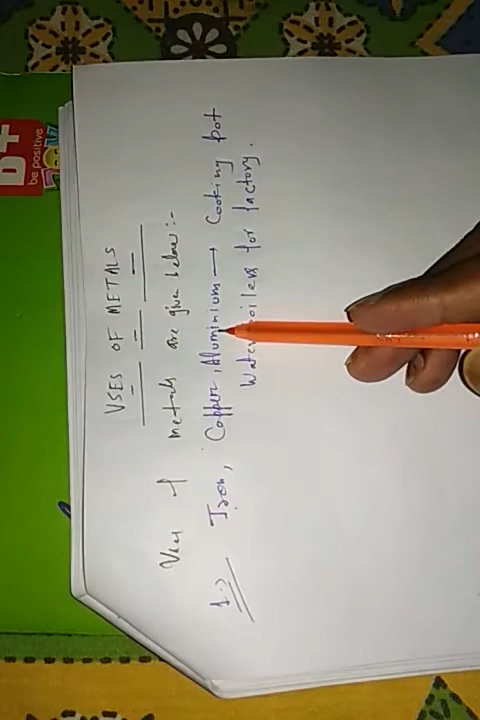 USES OF METALS
Uses of metals are given below:-
1.) Iron, Copper, Aluminium → Cooking pot
Water boilers for factory.
b+
be positive